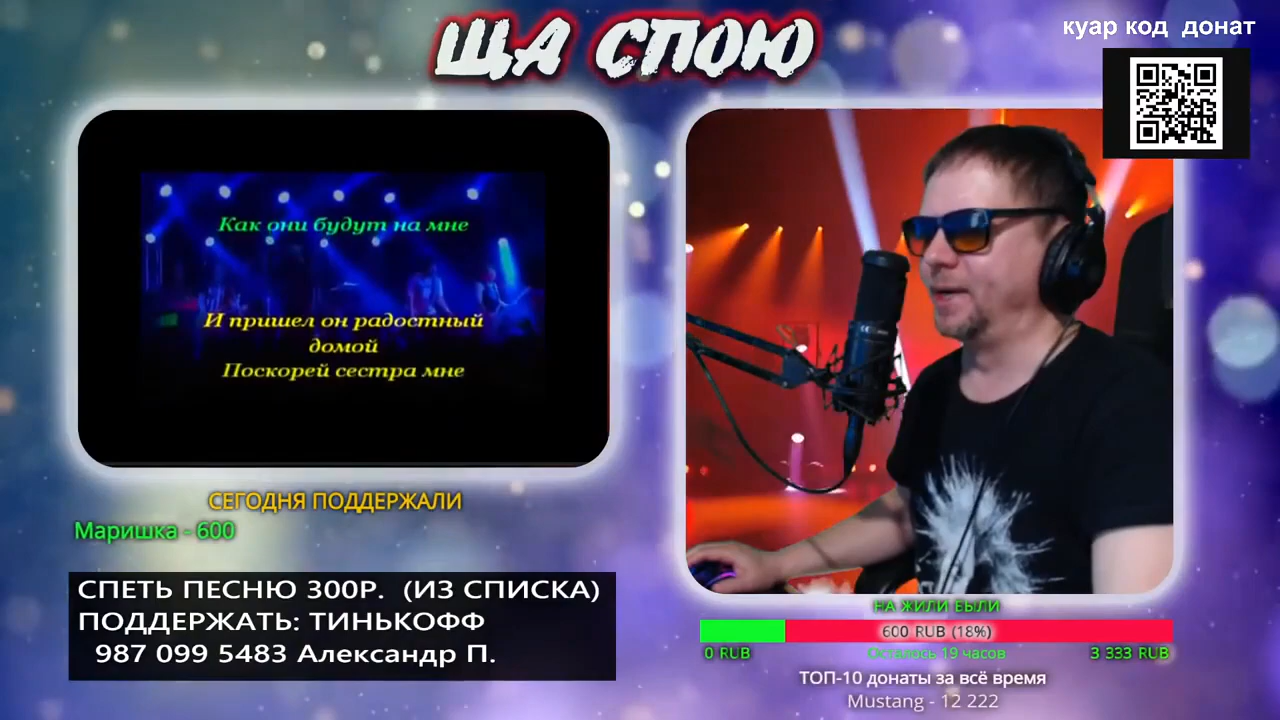 ЩА СПОЮ
куар код донат
Как они будут на мне
И пришел он радостный
домой
Поскорей сестра мне
СЕГОДНЯ ПОДДЕРЖАЛИ
Маришка - 600
СПЕТЬ ПЕСНЮ 300Р. (ИЗ СПИСКА)
ПОДДЕРЖАТЬ: ТИНЬКОФФ
987 099 5483 Александр П.
НА ЖИЛИ БЫЛИ
600 RUB (18%)
0 RUB
Осталось 19 часов
3 333 RUB
ТОП-10 донаты за всё время
Mustang - 12 222